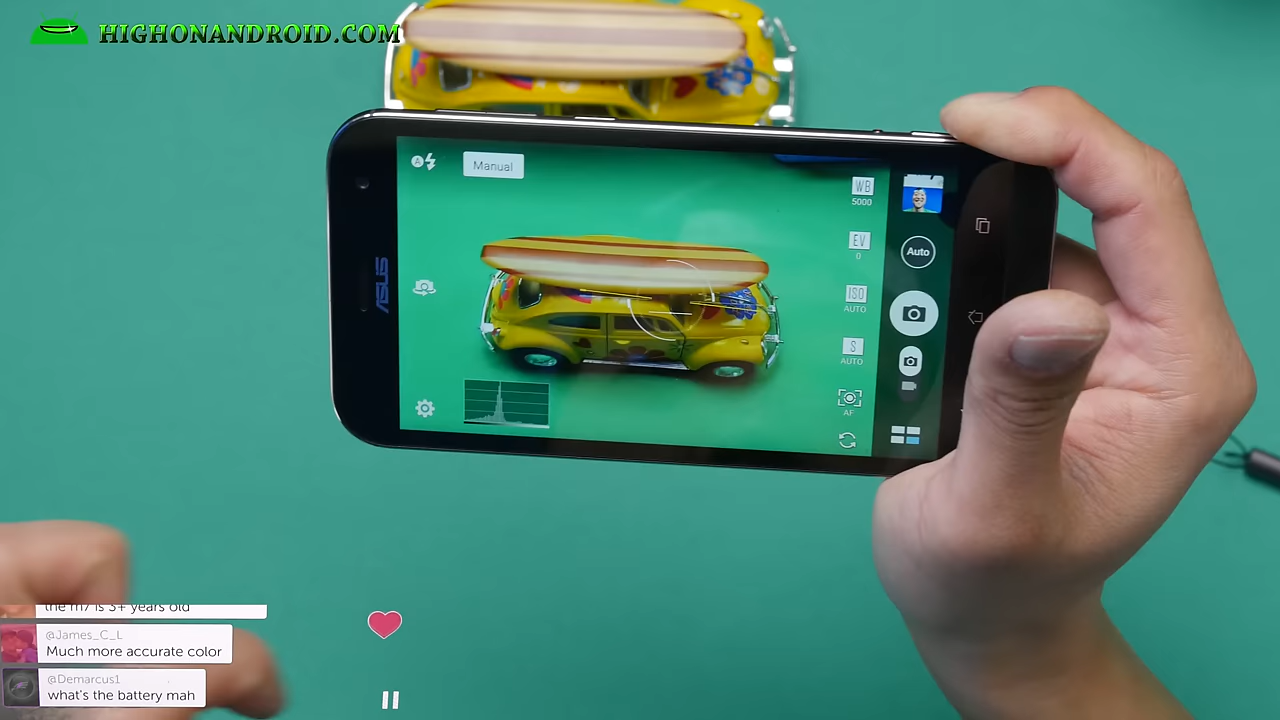 HIGHONANDROID.COM
Manual
WB
5000
EV
0
ISO
AUTO
S
AUTO
AF
A
Auto
ASUS
the m7 is 3+ years old
@James_C_L
Much more accurate color
@Demarcus1
what's the battery mah